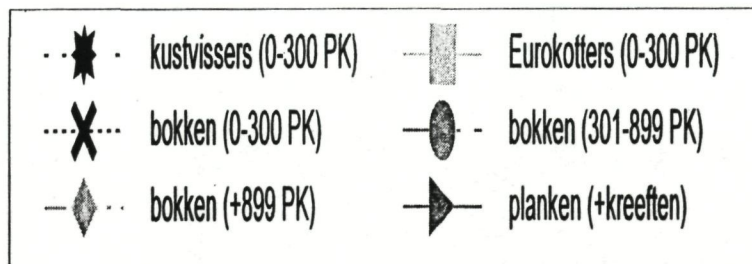 kustvissers (0-300 PK) Eurokotters (0-300 PK)
bokken (0-300 PK) bokken (301-899 PK)
bokken (+899 PK) planken (+kreeften)